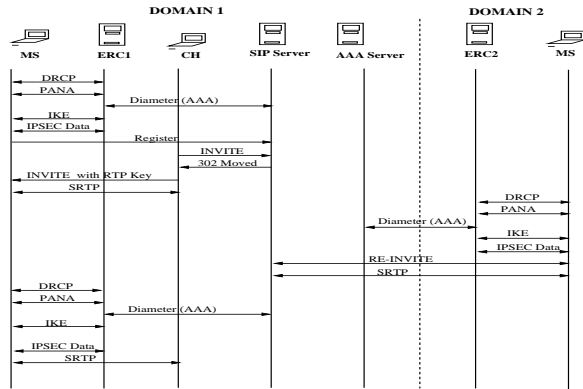 DOMAIN 1
DOMAIN 2
MS
ERC1
CH
SIP Server
AAA Server
ERC2
MS
DRCP
PANA
Diameter (AAA)
IKE
IPSEC Data
Register
INVITE
302 Moved
INVITE with RTP Key
SRTP
DRCP
PANA
Diameter (AAA)
IKE
IPSEC Data
RE-INVITE
SRTP
DRCP
PANA
Diameter (AAA)
IKE
IPSEC Data
SRTP